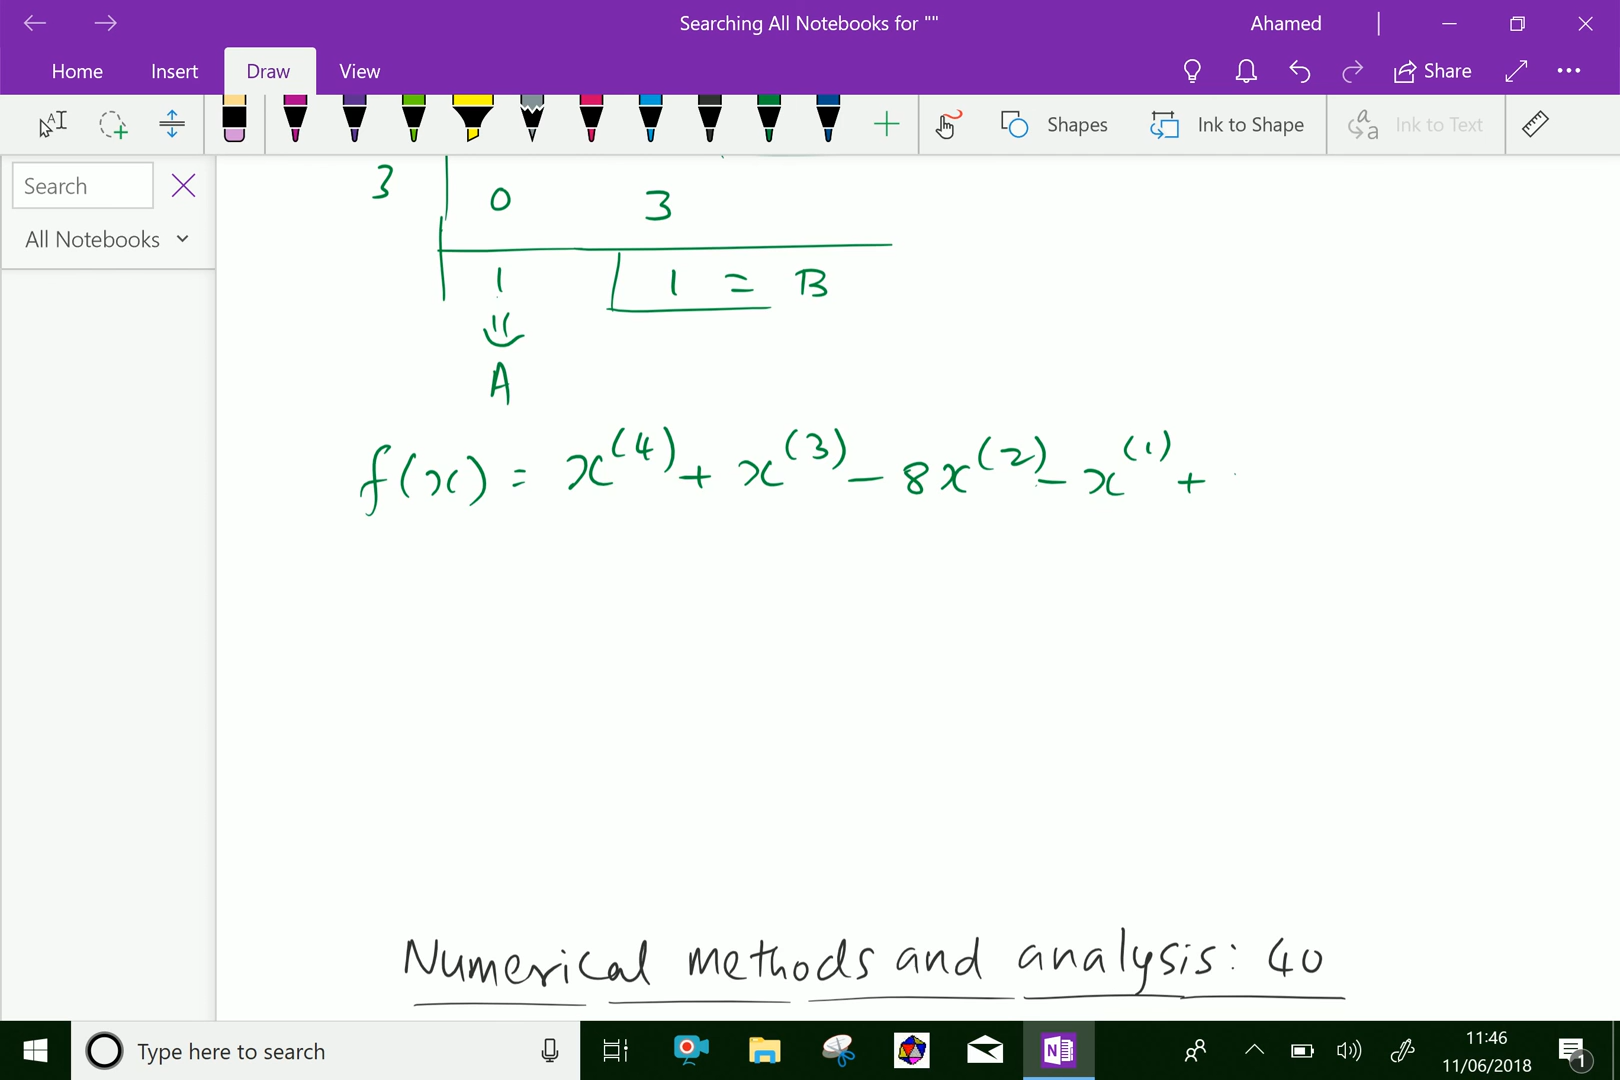 Searching All Notebooks for ""
Ahamed
Home Insert Draw View
Share
Shapes
Ink to Shape
Ink to Text
Search
All Notebooks
3 0 3
1 1 = B
A
f(x) = x^(4) + x^(3) - 8x^(2) - x^(1) +
Numerical methods and analysis: 40
Type here to search
11:46
11/06/2018
1